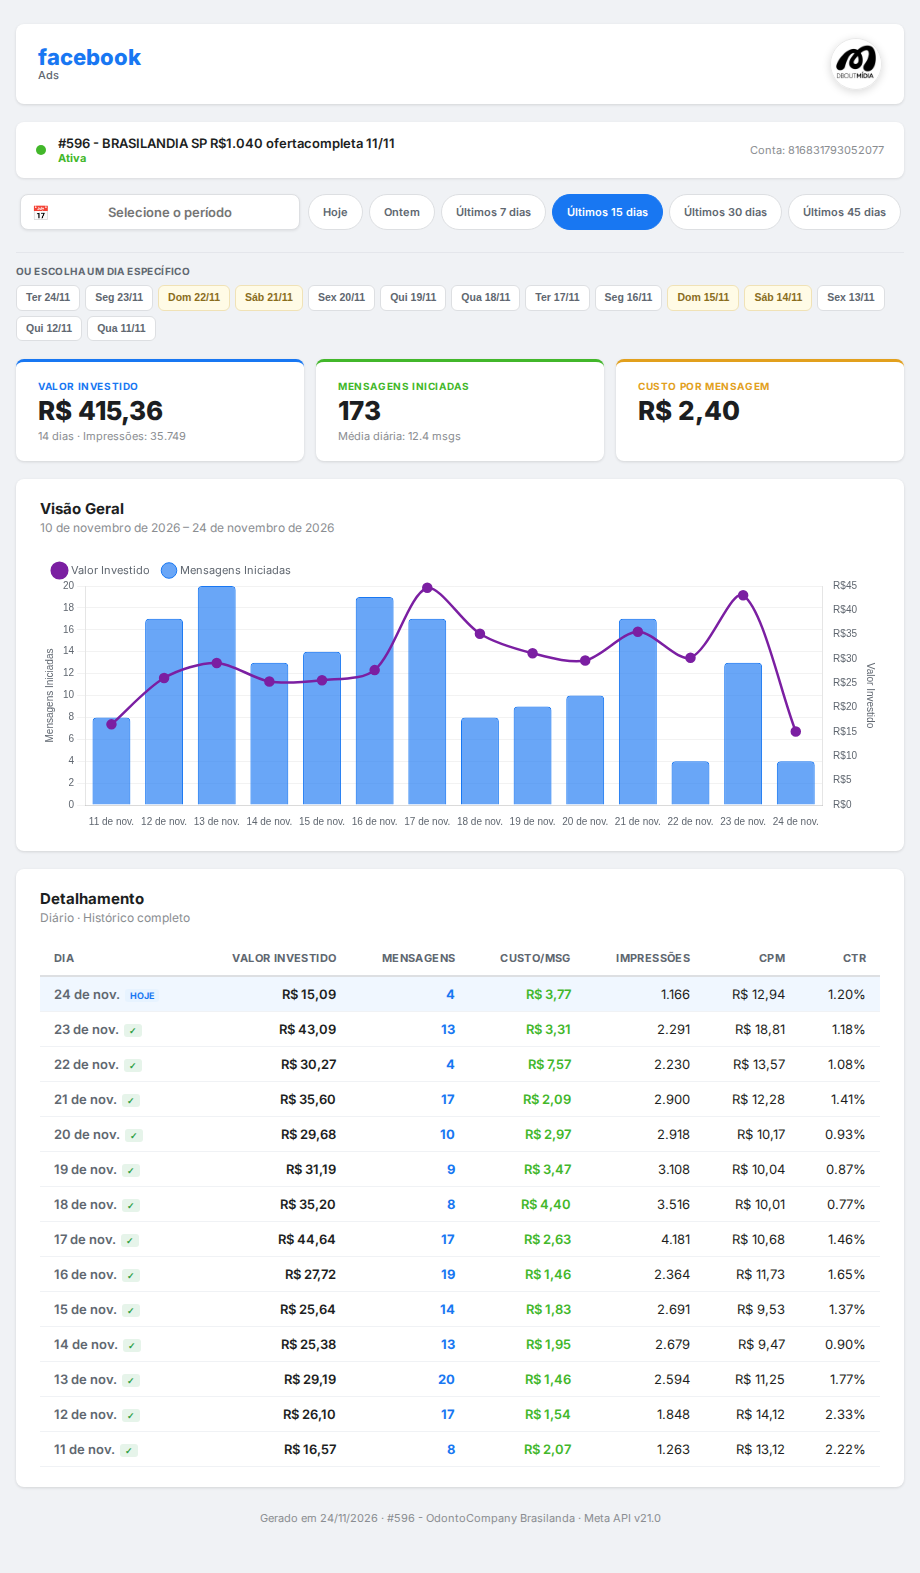 facebook
Ads
DBOUTMÍDIA
#596 - BRASILANDIA SP R$1.040 ofertacompleta 11/11
Ativa
Conta: 816831793052077
Selecione o período
Hoje
Ontem
Últimos 7 dias
Últimos 15 dias
Últimos 30 dias
Últimos 45 dias
OU ESCOLHA UM DIA ESPECÍFICO
Ter 24/11
Seg 23/11
Dom 22/11
Sáb 21/11
Sex 20/11
Qui 19/11
Qua 18/11
Ter 17/11
Seg 16/11
Dom 15/11
Sáb 14/11
Sex 13/11
Qui 12/11
Qua 11/11
VALOR INVESTIDO
R$ 415,36
14 dias · Impressões: 35.749
MENSAGENS INICIADAS
173
Média diária: 12.4 msgs
CUSTO POR MENSAGEM
R$ 2,40
Visão Geral
10 de novembro de 2026 – 24 de novembro de 2026
Valor Investido
Mensagens Iniciadas
20
18
16
14
12
10
8
6
4
2
0
Mensagens Iniciadas
R$45
R$40
R$35
R$30
R$25
R$20
R$15
R$10
R$5
R$0
Valor Investido
11 de nov. 12 de nov. 13 de nov. 14 de nov. 15 de nov. 16 de nov. 17 de nov. 18 de nov. 19 de nov. 20 de nov. 21 de nov. 22 de nov. 23 de nov. 24 de nov.
Detalhamento
Diário · Histórico completo
DIA VALOR INVESTIDO MENSAGENS CUSTO/MSG IMPRESSÕES CPM CTR
24 de nov. HOJE R$ 15,09 4 R$ 3,77 1.166 R$ 12,94 1.20%
23 de nov. ✓ R$ 43,09 13 R$ 3,31 2.291 R$ 18,81 1.18%
22 de nov. ✓ R$ 30,27 4 R$ 7,57 2.230 R$ 13,57 1.08%
21 de nov. ✓ R$ 35,60 17 R$ 2,09 2.900 R$ 12,28 1.41%
20 de nov. ✓ R$ 29,68 10 R$ 2,97 2.918 R$ 10,17 0.93%
19 de nov. ✓ R$ 31,19 9 R$ 3,47 3.108 R$ 10,04 0.87%
18 de nov. ✓ R$ 35,20 8 R$ 4,40 3.516 R$ 10,01 0.77%
17 de nov. ✓ R$ 44,64 17 R$ 2,63 4.181 R$ 10,68 1.46%
16 de nov. ✓ R$ 27,72 19 R$ 1,46 2.364 R$ 11,73 1.65%
15 de nov. ✓ R$ 25,64 14 R$ 1,83 2.691 R$ 9,53 1.37%
14 de nov. ✓ R$ 25,38 13 R$ 1,95 2.679 R$ 9,47 0.90%
13 de nov. ✓ R$ 29,19 20 R$ 1,46 2.594 R$ 11,25 1.77%
12 de nov. ✓ R$ 26,10 17 R$ 1,54 1.848 R$ 14,12 2.33%
11 de nov. ✓ R$ 16,57 8 R$ 2,07 1.263 R$ 13,12 2.22%
Gerado em 24/11/2026 · #596 - OdontoCompany Brasilanda · Meta API v21.0